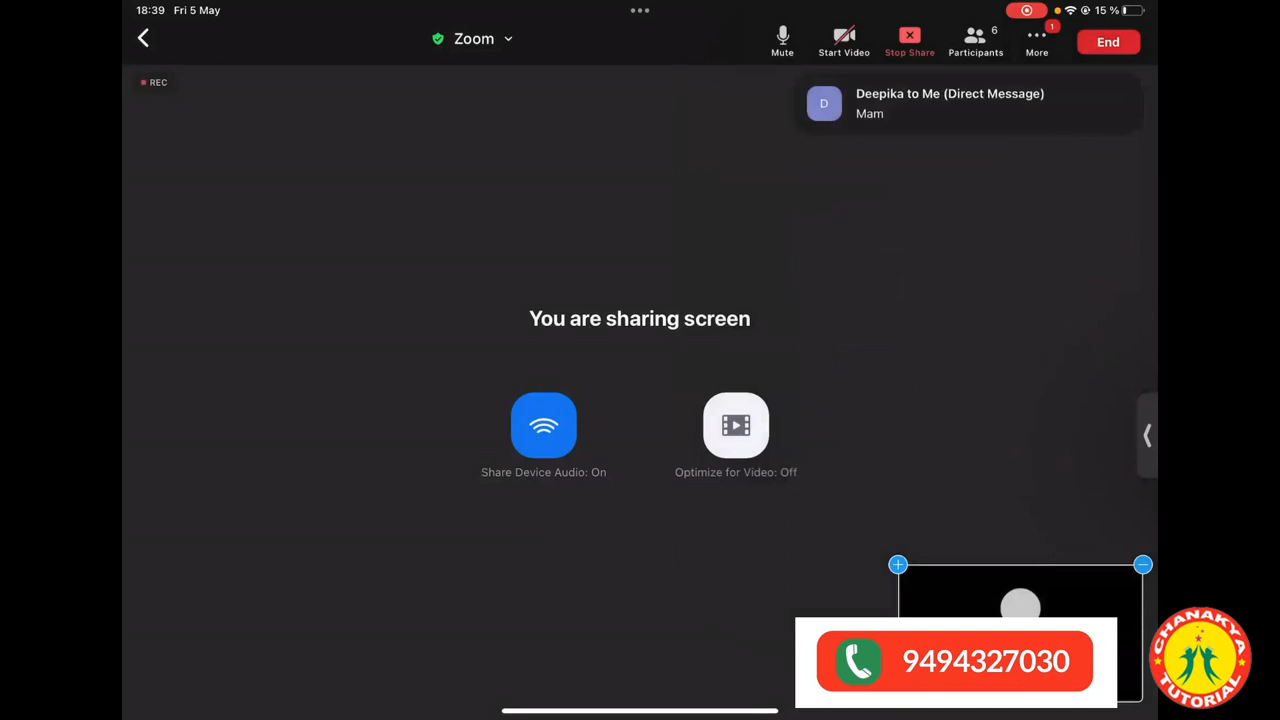 18:39 Fri 5 May
15 %
Zoom
Mute
Start Video
Stop Share
6
Participants
1
More
End
REC
D
Deepika to Me (Direct Message)
Mam
You are sharing screen
Share Device Audio: On
Optimize for Video: Off
9494327030
CHANAKYA
TUTORIAL